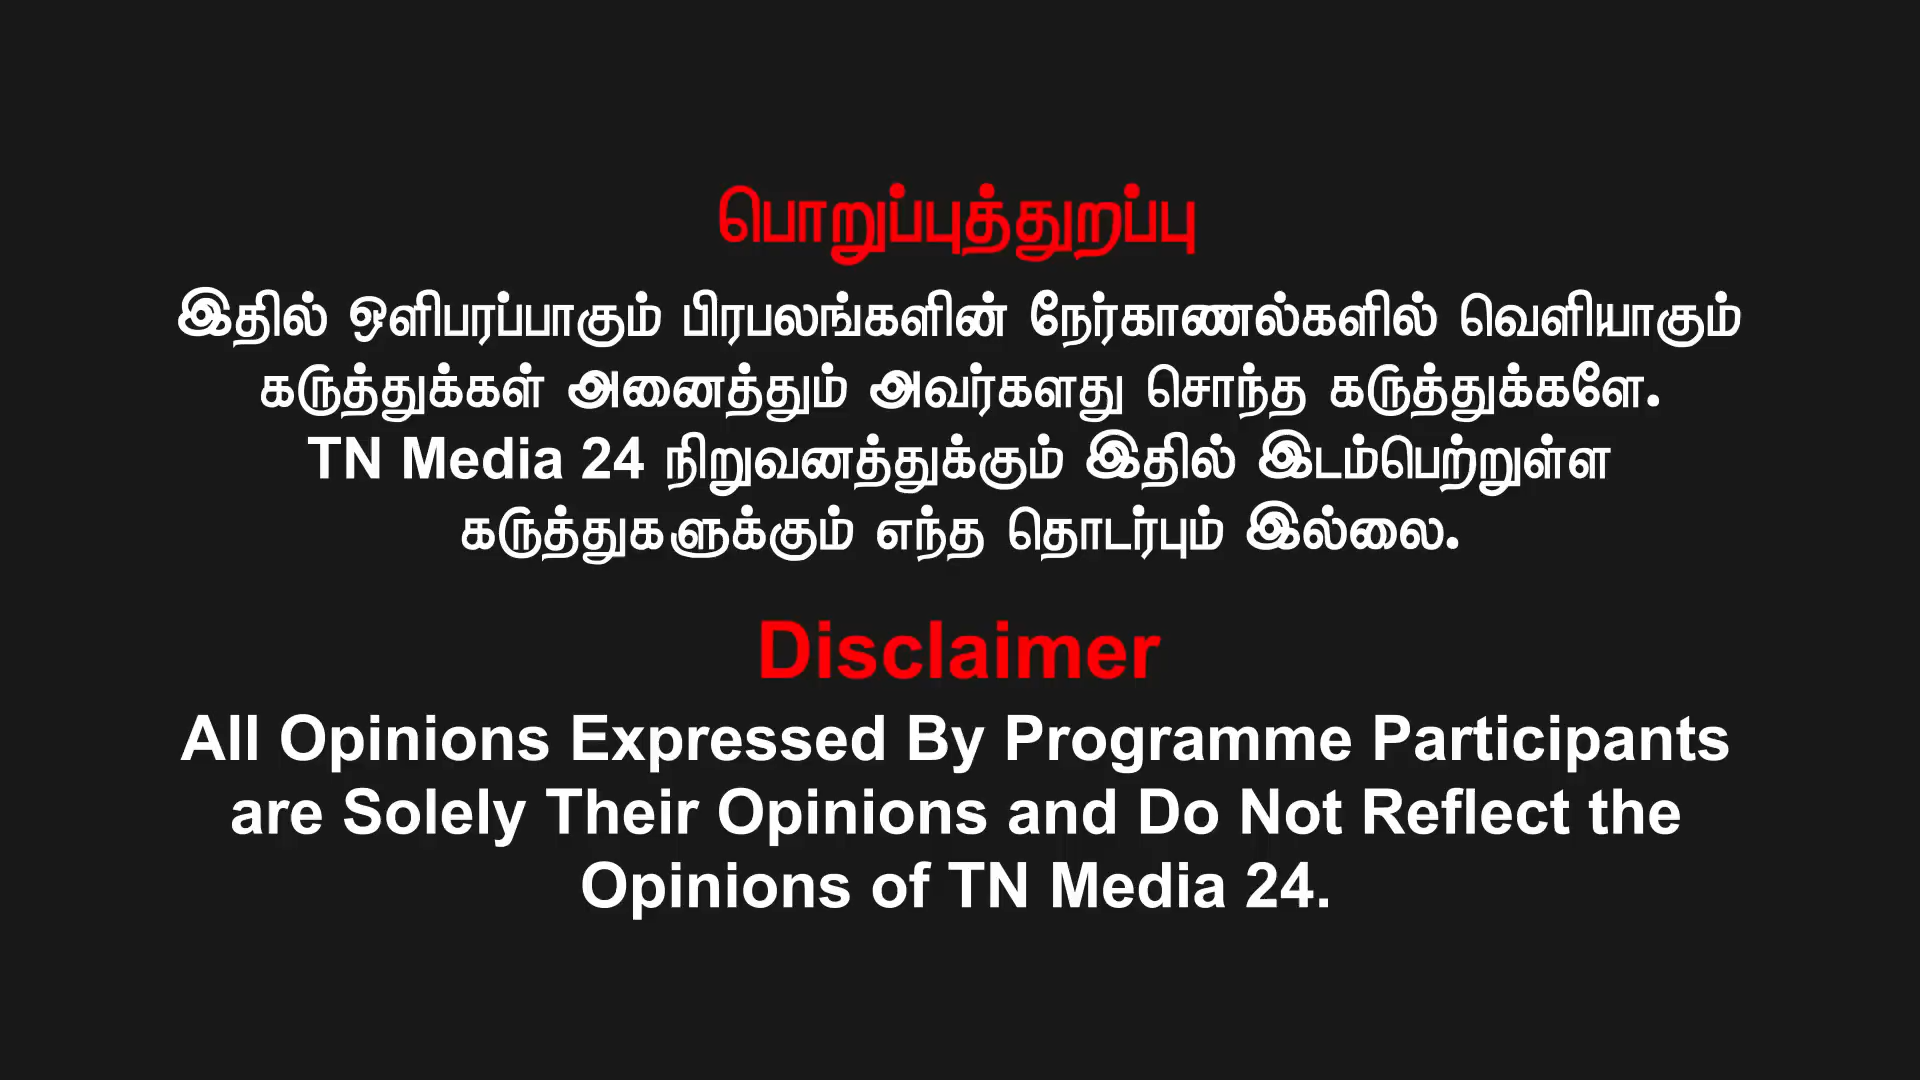 பொறுப்புத்துறப்பு
இதில் ஒளிபரப்பாகும் பிரபலங்களின் நேர்காணல்களில் வெளியாகும்
கருத்துக்கள் அனைத்தும் அவர்களது சொந்த கருத்துக்களே.
TN Media 24 நிறுவனத்துக்கும் இதில் இடம்பெற்றுள்ள
கருத்துகளுக்கும் எந்த தொடர்பும் இல்லை.
Disclaimer
All Opinions Expressed By Programme Participants
are Solely Their Opinions and Do Not Reflect the
Opinions of TN Media 24.